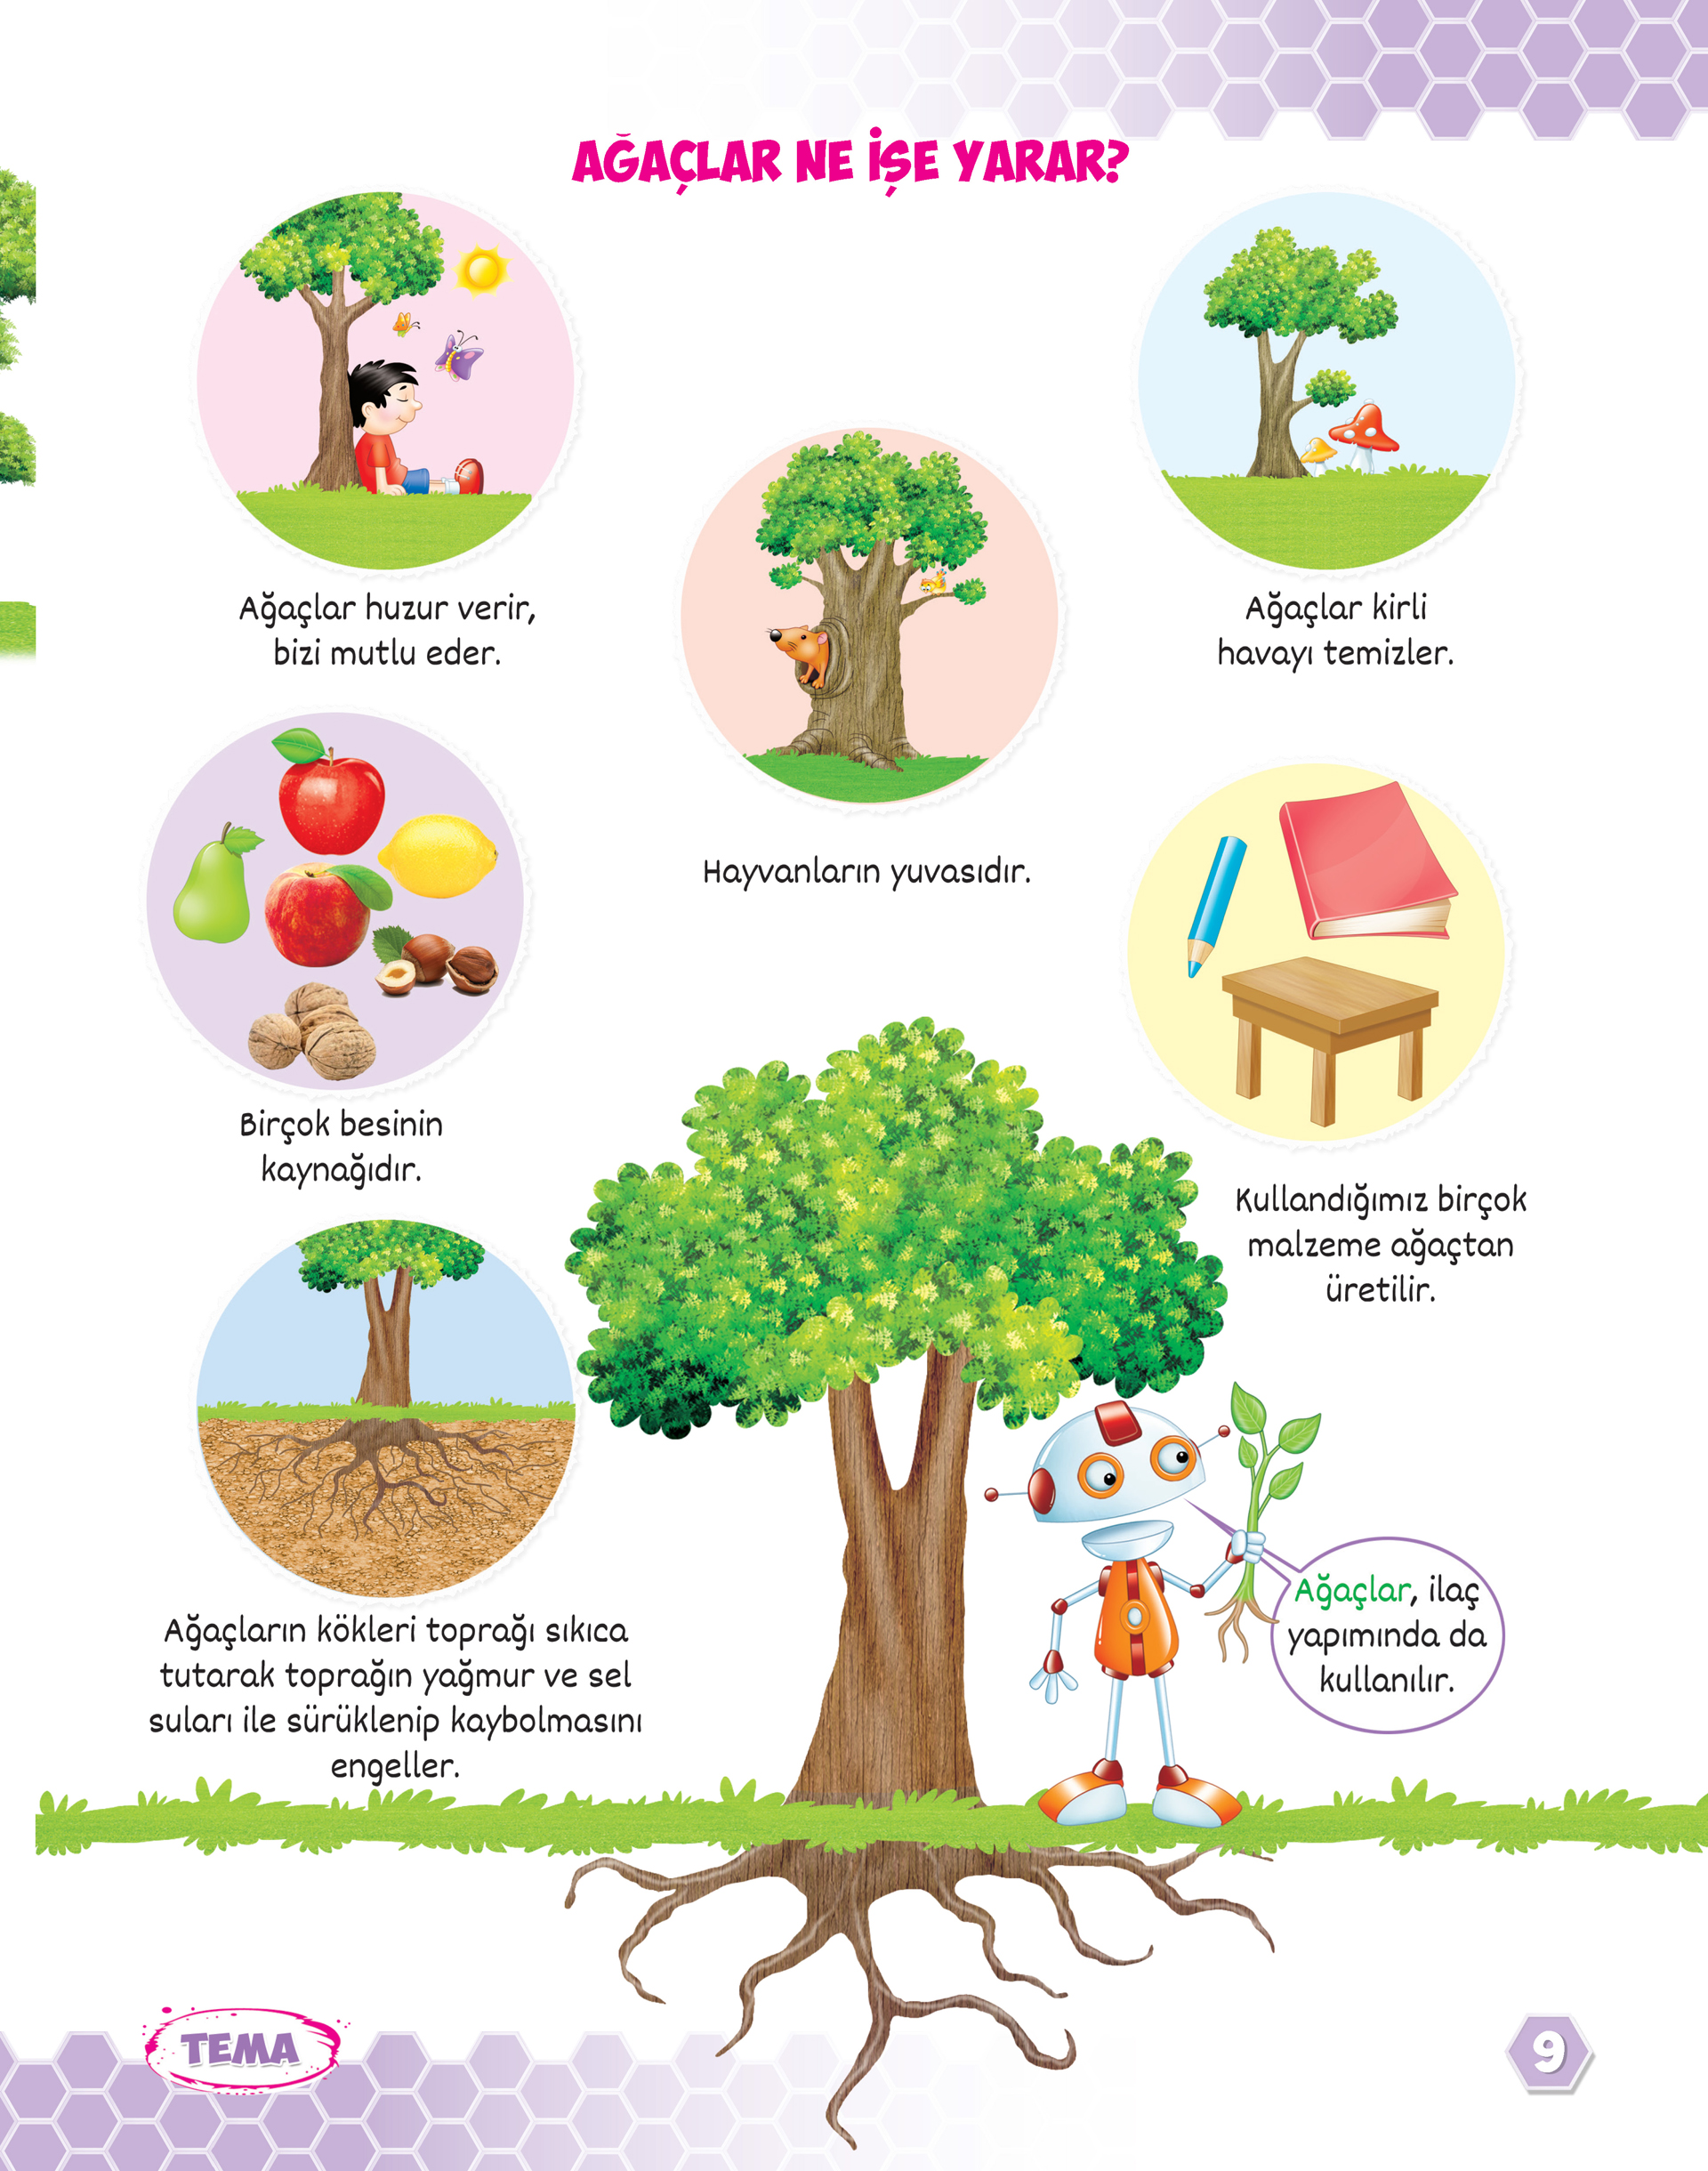 AĞAÇLAR NE İŞE YARAR?
Ağaçlar huzur verir,
bizi mutlu eder.
Ağaçlar kirli
havayı temizler.
Hayvanların yuvasıdır.
Birçok besinin
kaynağıdır.
Kullandığımız birçok
malzeme ağaçtan
üretilir.
Ağaçların kökleri toprağı sıkıca
tutarak toprağın yağmur ve sel
suları ile sürüklenip kaybolmasını
engeller.
Ağaçlar, ilaç
yapımında da
kullanılır.
TEMA
9